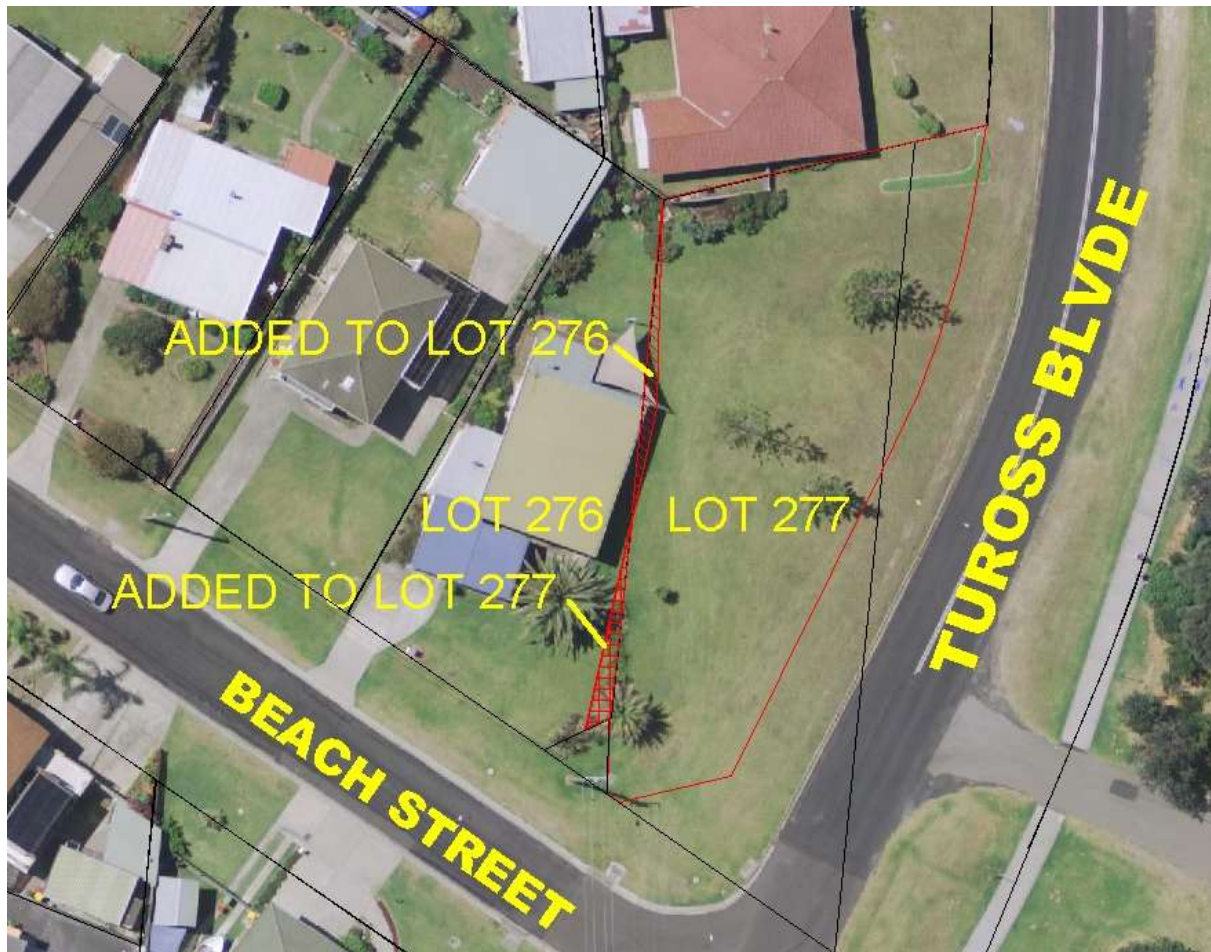 ADDED TO LOT 276
LOT 276
LOT 277
ADDED TO LOT 277
BEACH STREET
TUROSS BLVDE